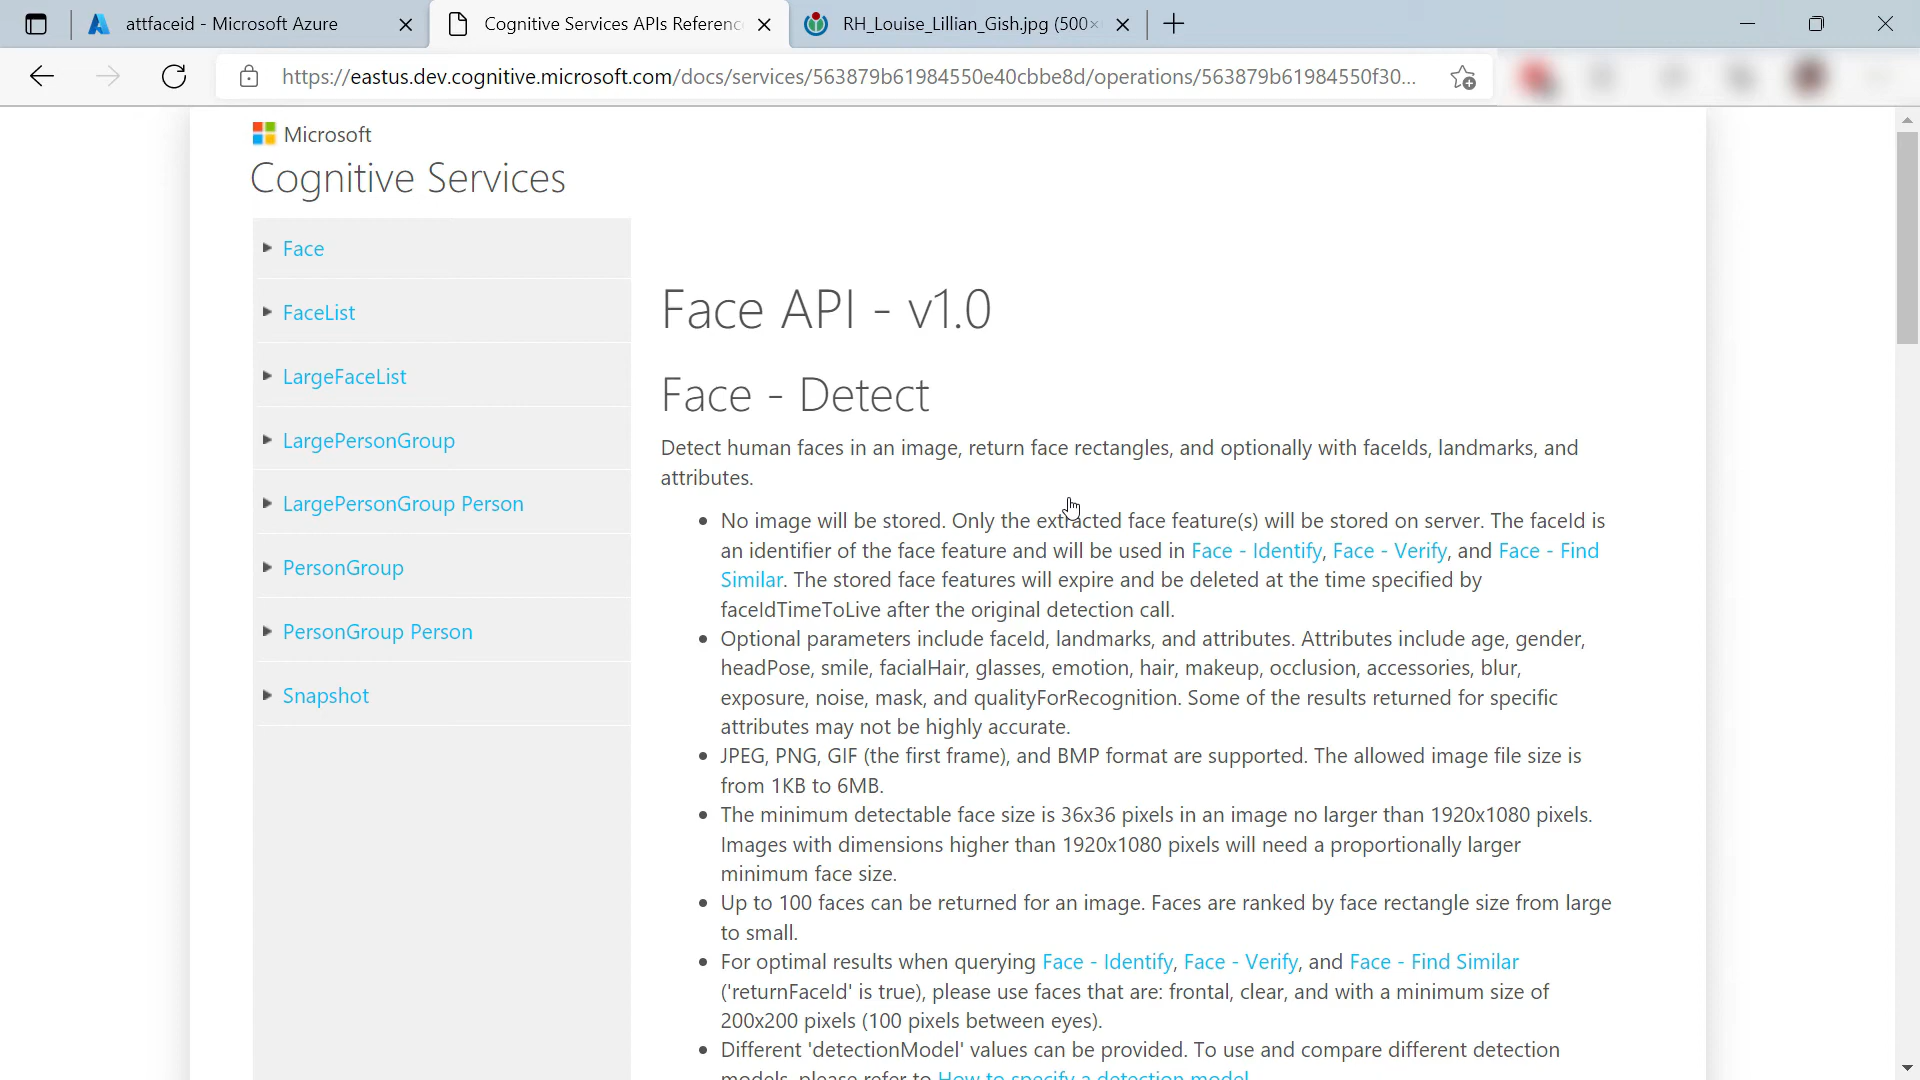 attfaceid - Microsoft Azure
Cognitive Services APIs Referenc
RH_Louise_Lillian_Gish.jpg (500×
https://eastus.dev.cognitive.microsoft.com/docs/services/563879b61984550e40cbbe8d/operations/563879b61984550f30...
Microsoft
Cognitive Services
Face
FaceList
LargeFaceList
LargePersonGroup
LargePersonGroup Person
PersonGroup
PersonGroup Person
Snapshot
Face API - v1.0
Face - Detect
Detect human faces in an image, return face rectangles, and optionally with faceIds, landmarks, and
attributes.
No image will be stored. Only the extracted face feature(s) will be stored on server. The faceId is
an identifier of the face feature and will be used in Face - Identify, Face - Verify, and Face - Find
Similar. The stored face features will expire and be deleted at the time specified by
faceIdTimeToLive after the original detection call.
Optional parameters include faceId, landmarks, and attributes. Attributes include age, gender,
headPose, smile, facialHair, glasses, emotion, hair, makeup, occlusion, accessories, blur,
exposure, noise, mask, and qualityForRecognition. Some of the results returned for specific
attributes may not be highly accurate.
JPEG, PNG, GIF (the first frame), and BMP format are supported. The allowed image file size is
from 1KB to 6MB.
The minimum detectable face size is 36x36 pixels in an image no larger than 1920x1080 pixels.
Images with dimensions higher than 1920x1080 pixels will need a proportionally larger
minimum face size.
Up to 100 faces can be returned for an image. Faces are ranked by face rectangle size from large
to small.
For optimal results when querying Face - Identify, Face - Verify, and Face - Find Similar
('returnFaceId' is true), please use faces that are: frontal, clear, and with a minimum size of
200x200 pixels (100 pixels between eyes).
Different 'detectionModel' values can be provided. To use and compare different detection
models, please refer to How to specify a detection model